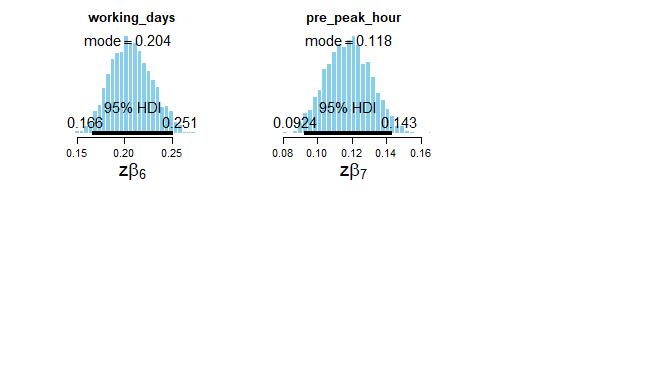 working_days
mode = 0.204
95% HDI
0.166 0.251
0.15 0.20 0.25
zβ6
pre_peak_hour
mode = 0.118
95% HDI
0.0924 0.143
0.08 0.10 0.12 0.14 0.16
zβ7